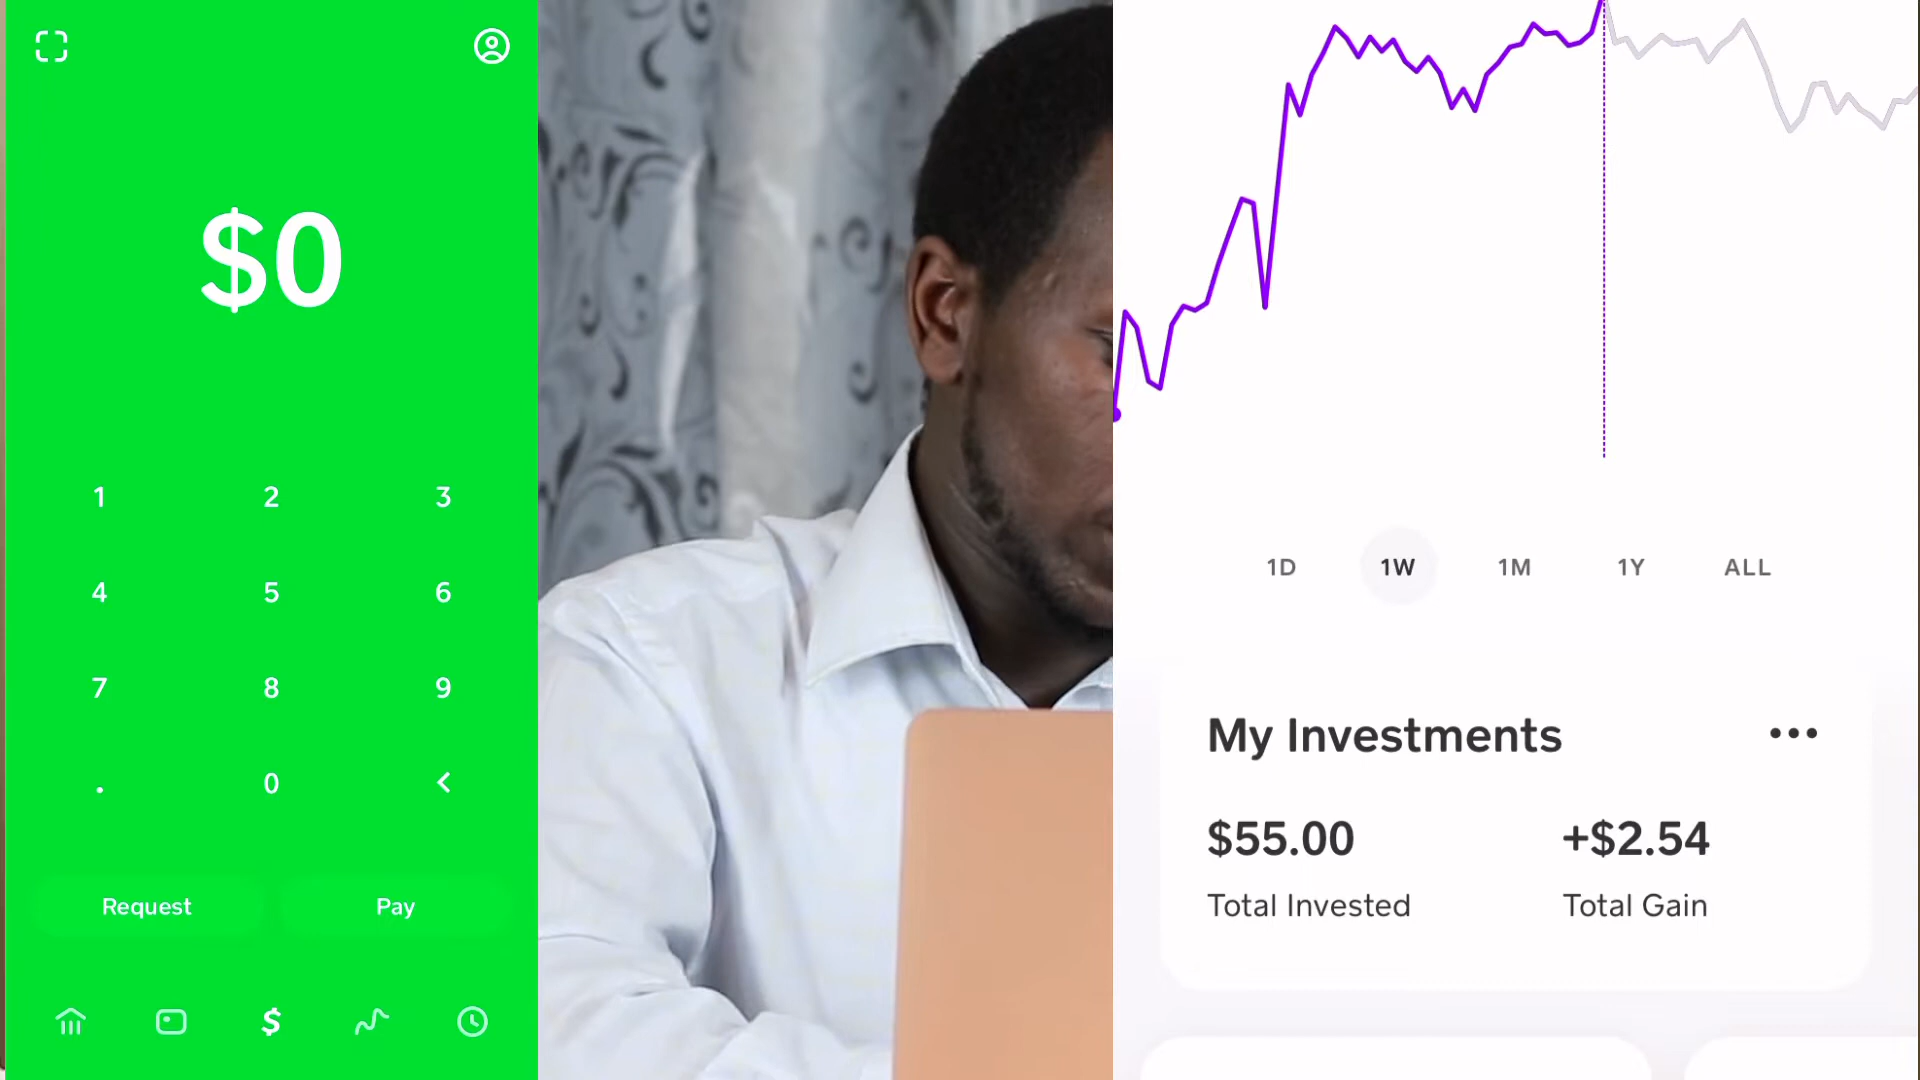 $0
1 2 3
4 5 6
7 8 9
. 0 <
Request Pay
$
1D 1W 1M 1Y ALL
My Investments
$55.00 +$2.54
Total Invested Total Gain